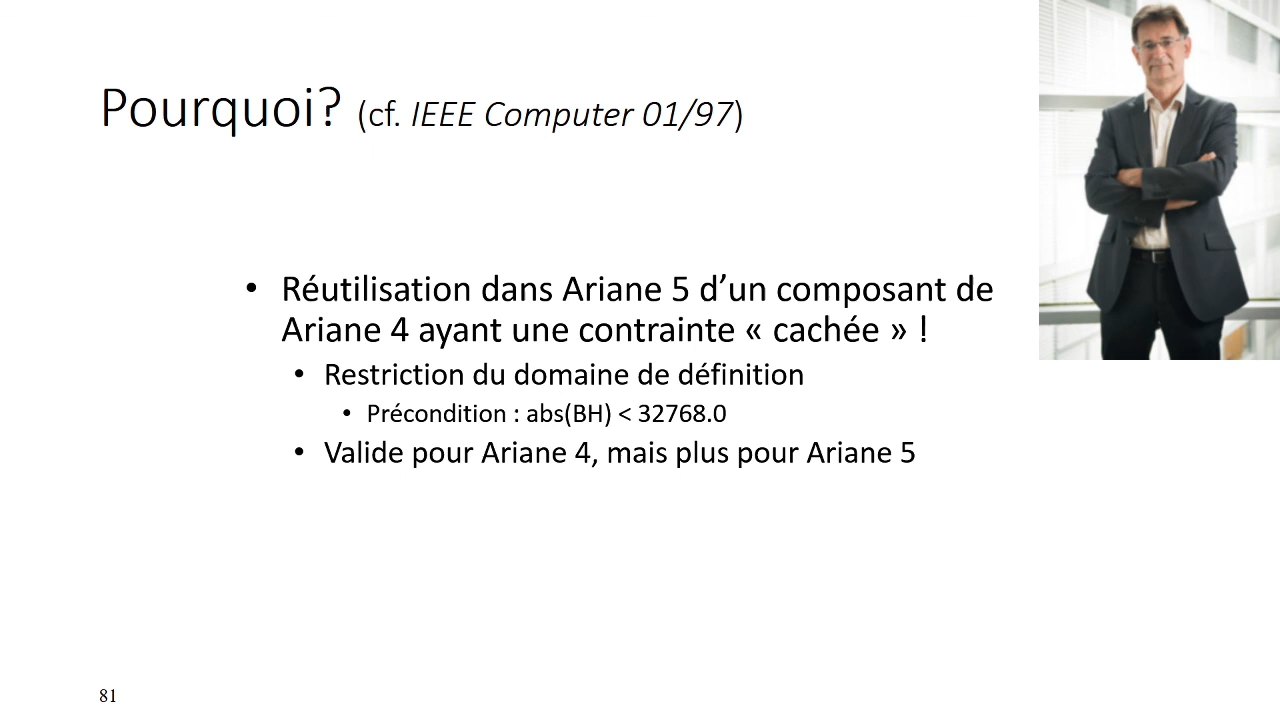 Pourquoi? (cf. IEEE Computer 01/97)
• Réutilisation dans Ariane 5 d’un composant de
Ariane 4 ayant une contrainte « cachée » !
• Restriction du domaine de définition
• Précondition : abs(BH) < 32768.0
• Valide pour Ariane 4, mais plus pour Ariane 5
81